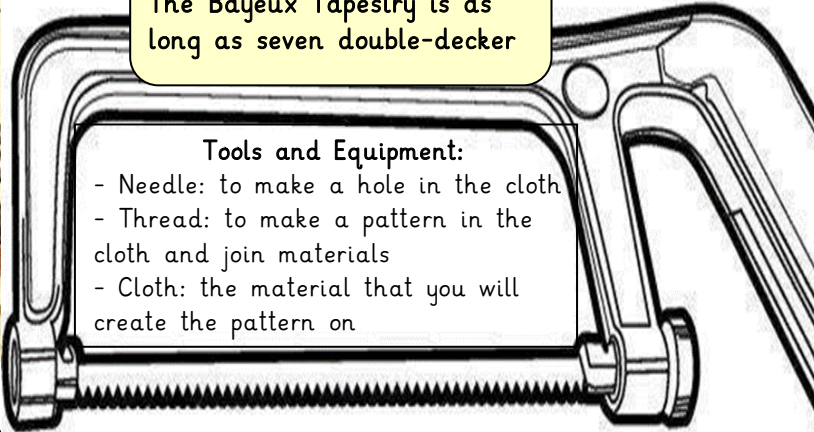 The Bayeux Tapestry is as
long as seven double-decker
Tools and Equipment:
- Needle: to make a hole in the cloth
- Thread: to make a pattern in the
cloth and join materials
- Cloth: the material that you will
create the pattern on